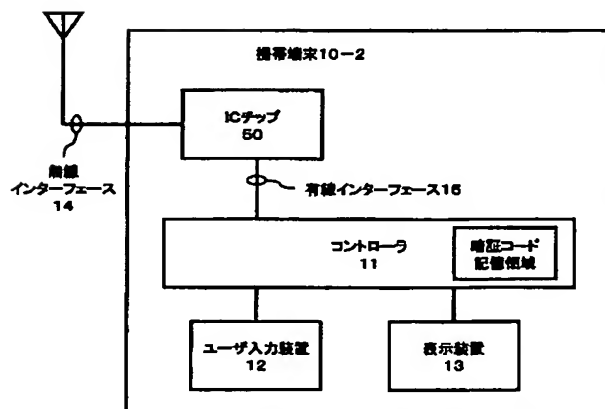 携帯端末10-2
ICチップ
50
無線
インターフェース
14
有線インターフェース15
コントローラ
11
暗証コード
記憶領域
ユーザ入力装置
12
表示装置
13